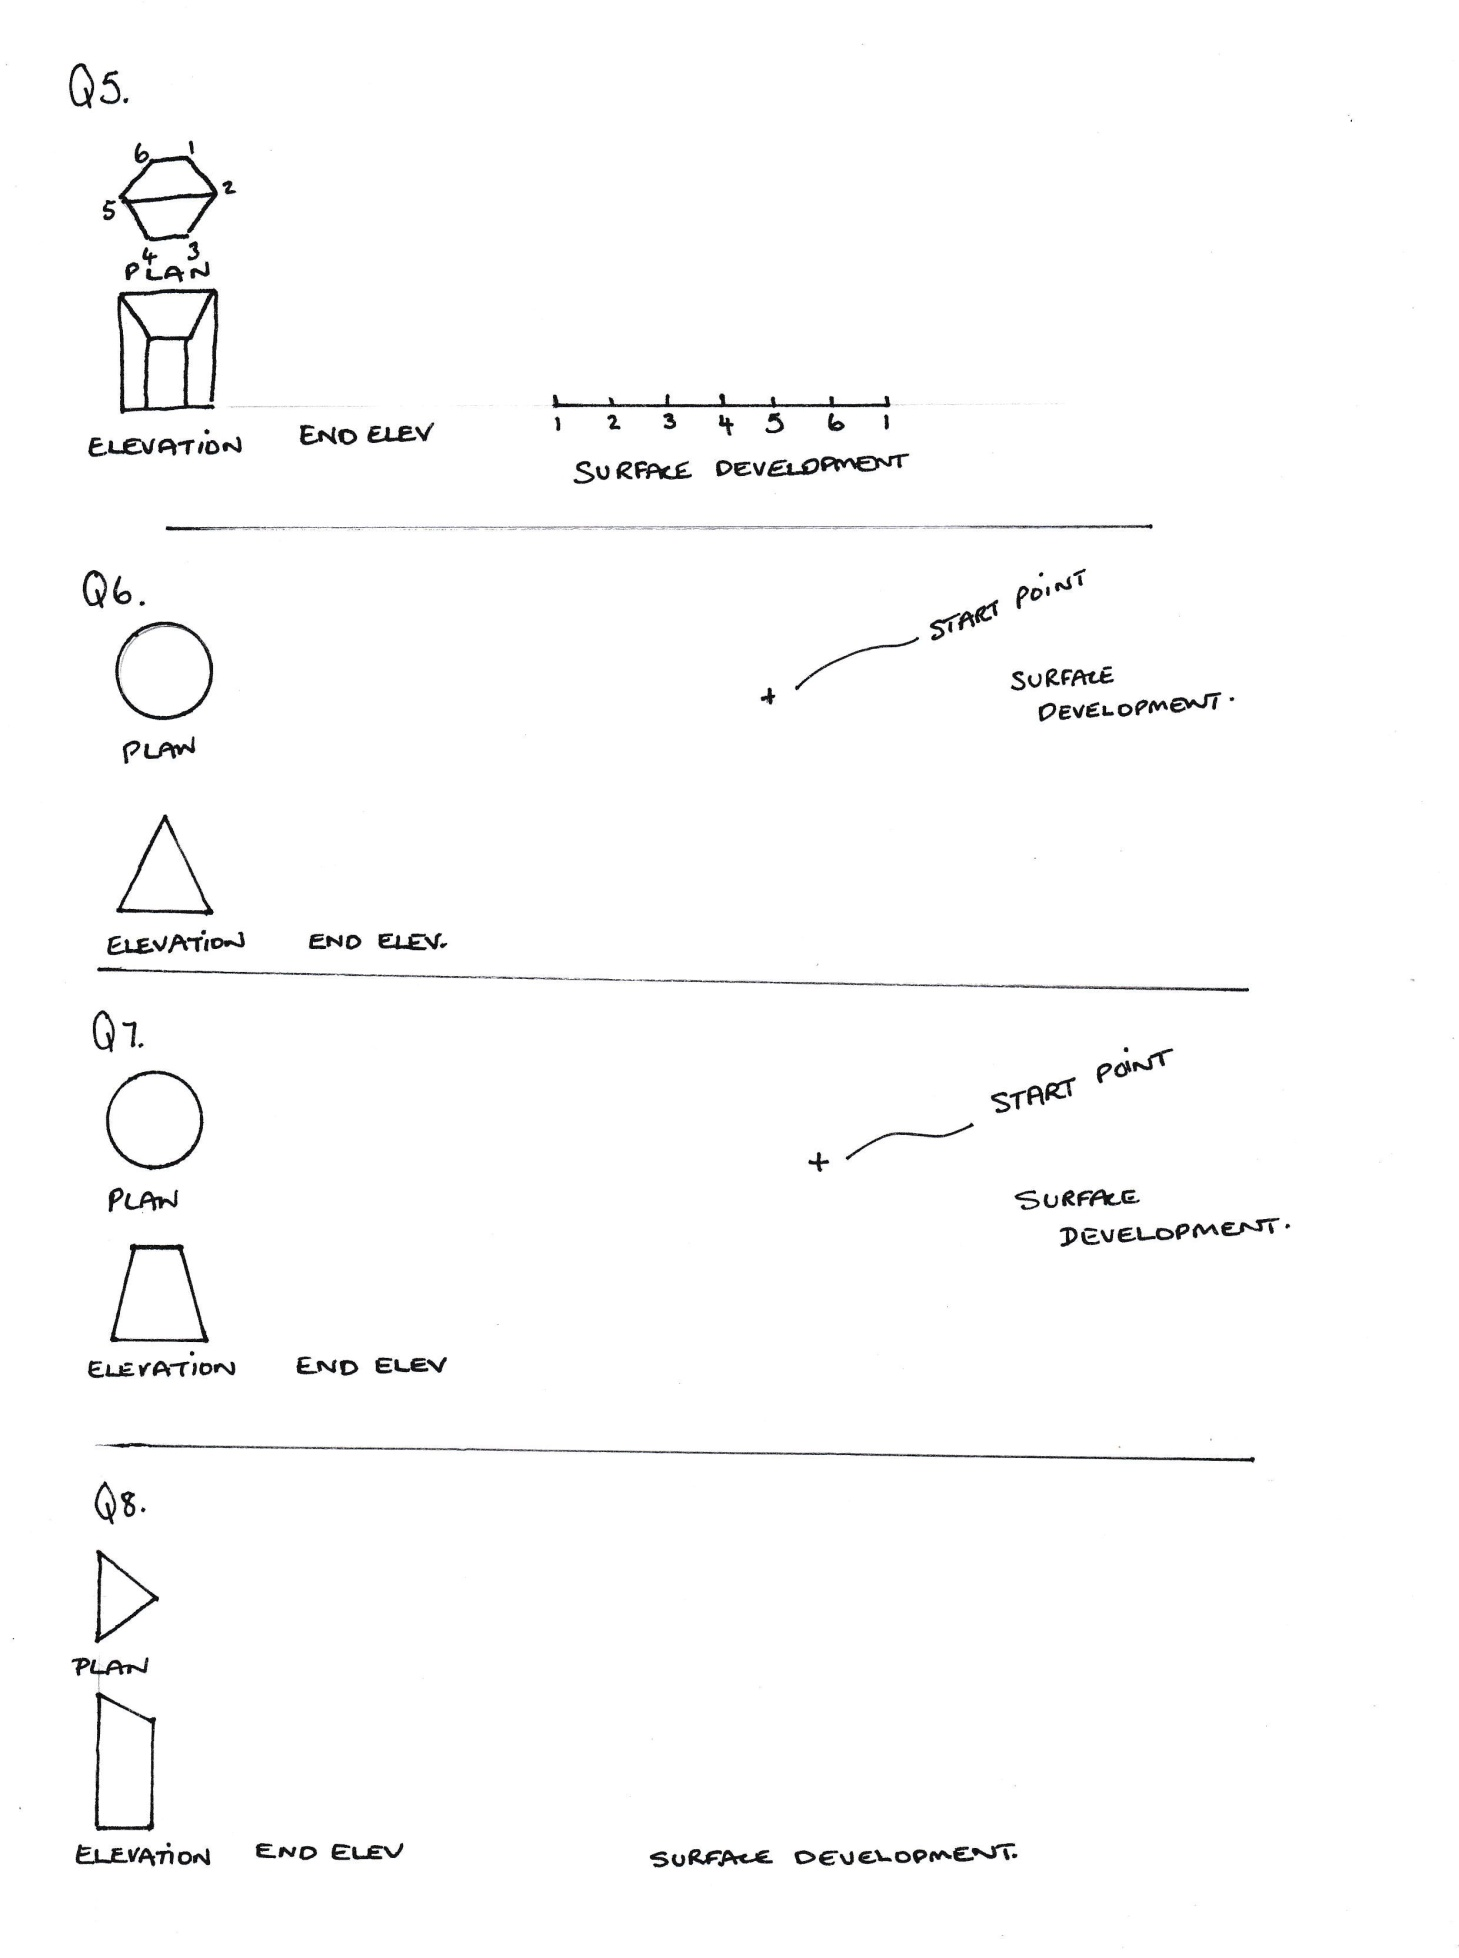 Q5.
6 1
5 2
4 3
PLAN
ELEVATION END ELEV
1 2 3 4 5 6 1
SURFACE DEVELOPMENT
Q6.
START POINT
SURFACE
DEVELOPMENT.
PLAN
ELEVATION END ELEV.
Q7.
START POINT
PLAN
SURFACE
DEVELOPMENT.
ELEVATION END ELEV
Q8.
PLAN
ELEVATION END ELEV
SURFACE DEVELOPMENT.